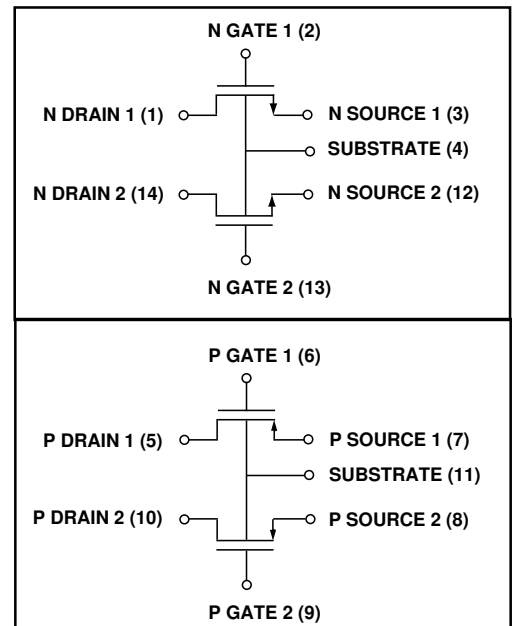 N GATE 1 (2)
N DRAIN 1 (1)
N SOURCE 1 (3)
SUBSTRATE (4)
N DRAIN 2 (14)
N SOURCE 2 (12)
N GATE 2 (13)
P GATE 1 (6)
P DRAIN 1 (5)
P SOURCE 1 (7)
SUBSTRATE (11)
P DRAIN 2 (10)
P SOURCE 2 (8)
P GATE 2 (9)